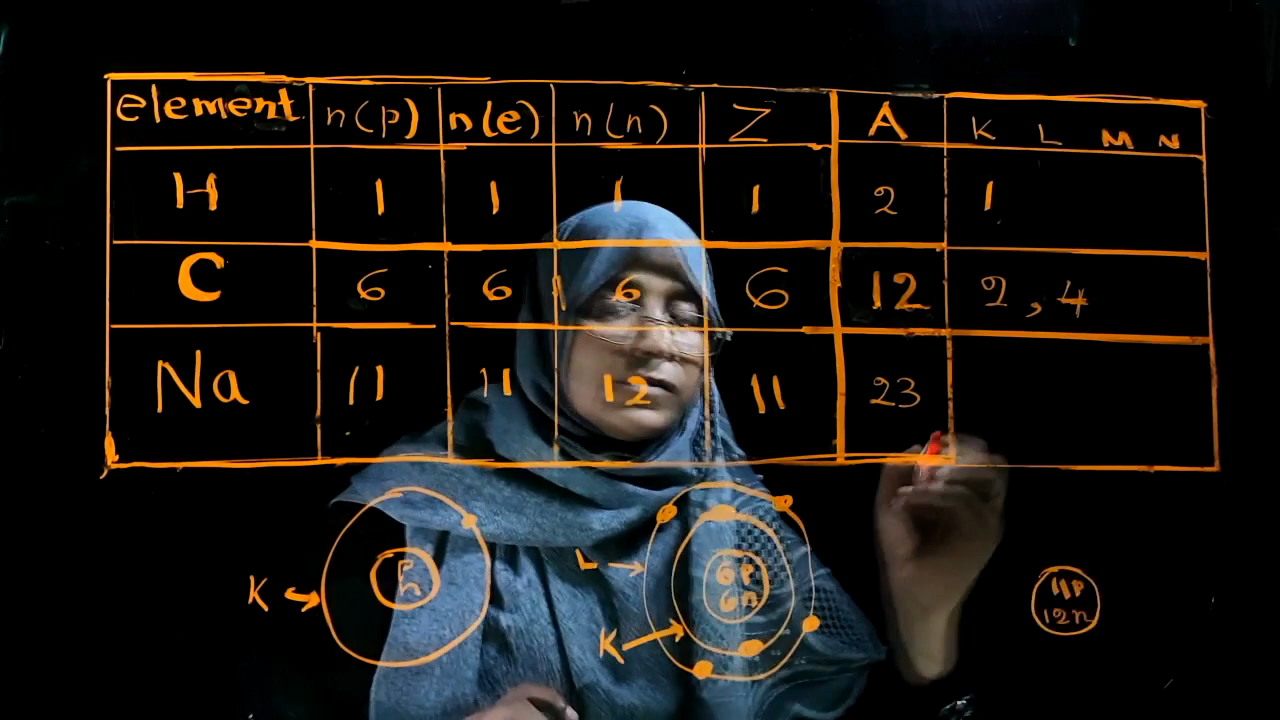 element n(p) n(e) n(n) Z A K L M N
H 1 1 1 1 2 1
C 6 6 6 6 12 2,4
Na 11 11 12 11 23
K
p
n
L
K
6p
6n
11p
12n